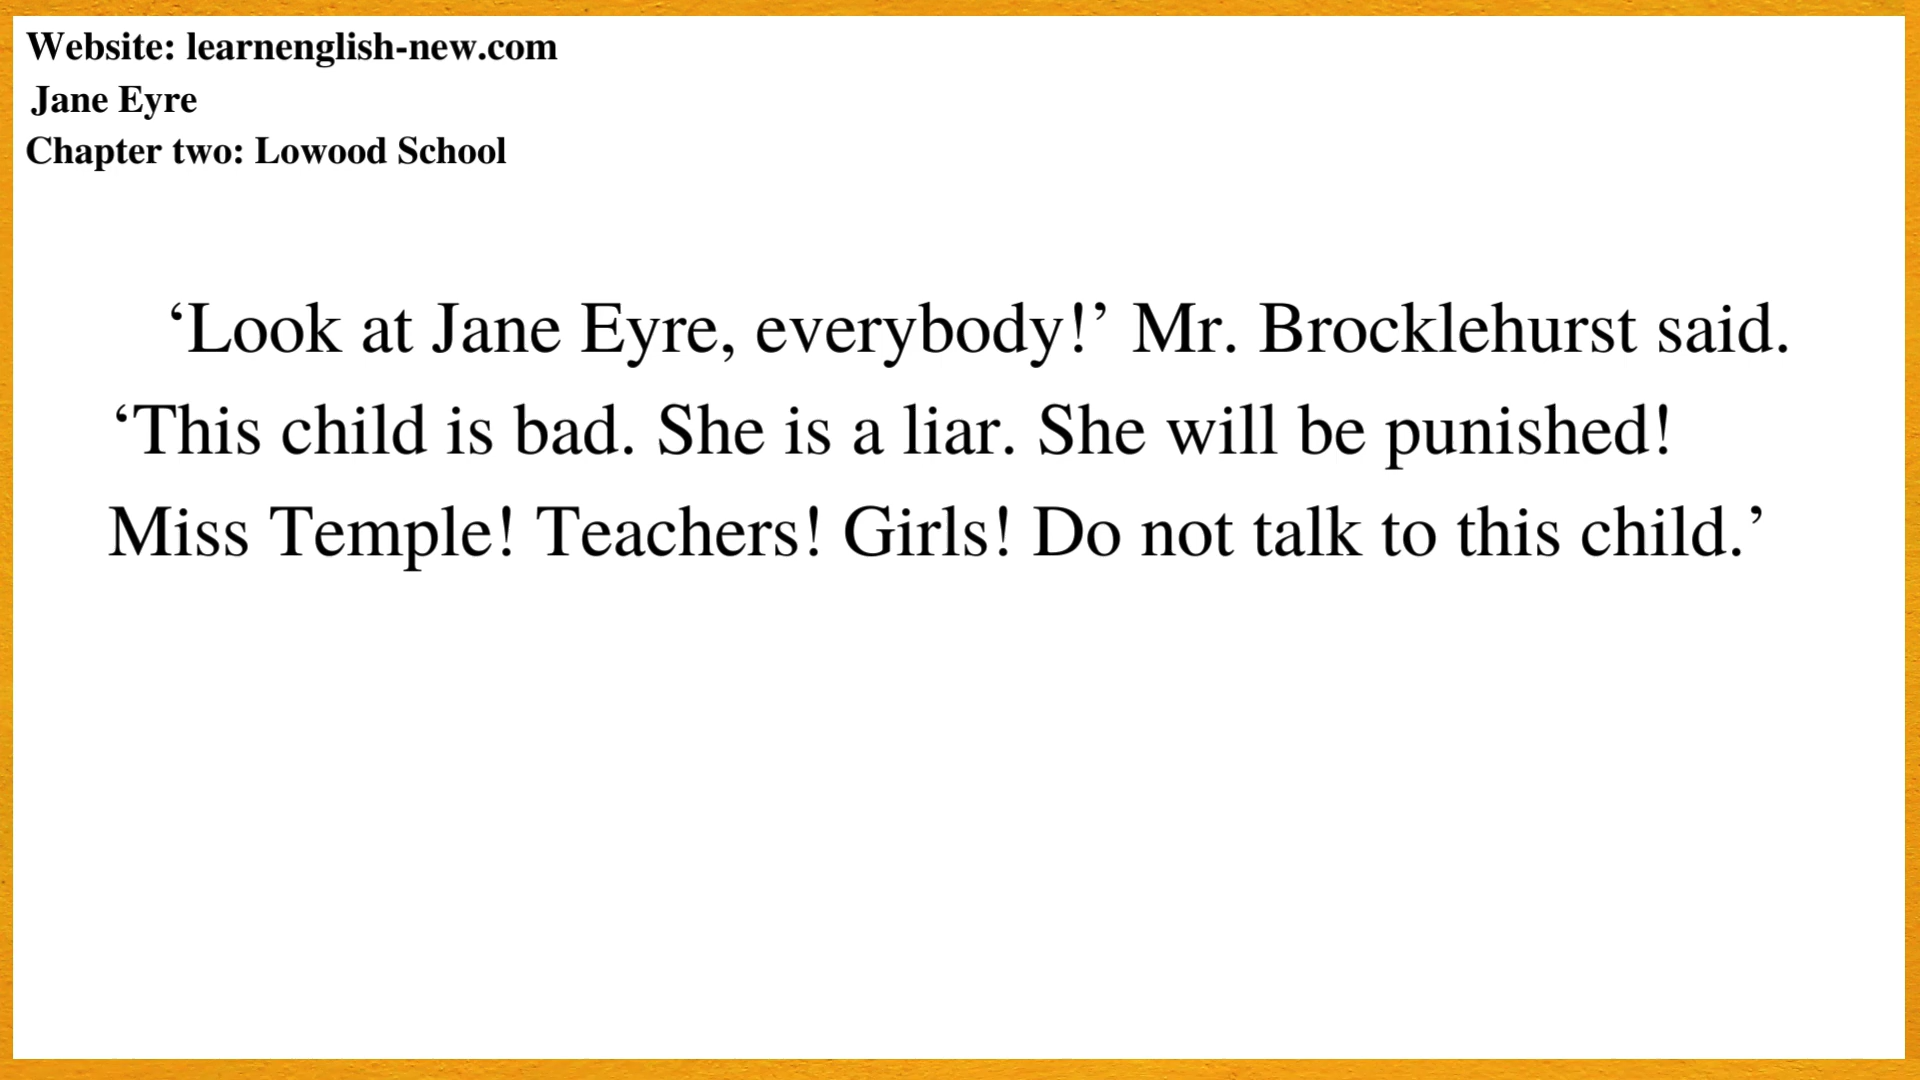 Website: learnenglish-new.com
Jane Eyre
Chapter two: Lowood School
‘Look at Jane Eyre, everybody!’ Mr. Brocklehurst said.
‘This child is bad. She is a liar. She will be punished!
Miss Temple! Teachers! Girls! Do not talk to this child.’